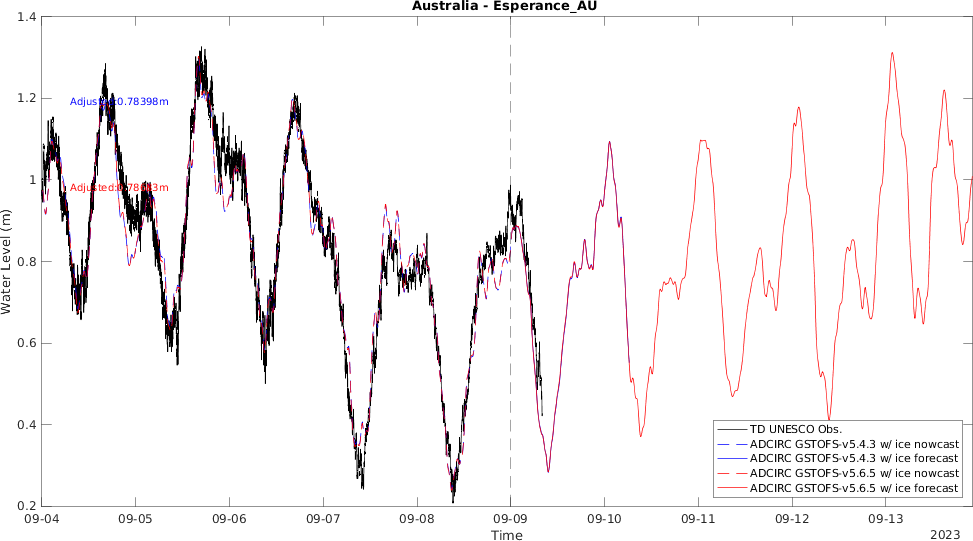 Australia - Esperance_AU
1.4
1.2
1
0.8
0.6
0.4
0.2
Water Level (m)
Adjusted:0.78398m
TD UNESCO Obs.
ADCIRC GSTOFS-v5.4.3 w/ ice nowcast
ADCIRC GSTOFS-v5.4.3 w/ ice forecast
ADCIRC GSTOFS-v5.6.5 w/ ice nowcast
ADCIRC GSTOFS-v5.6.5 w/ ice forecast
09-04 09-05 09-06 09-07 09-08 09-09 09-10 09-11 09-12 09-13
Time
2023